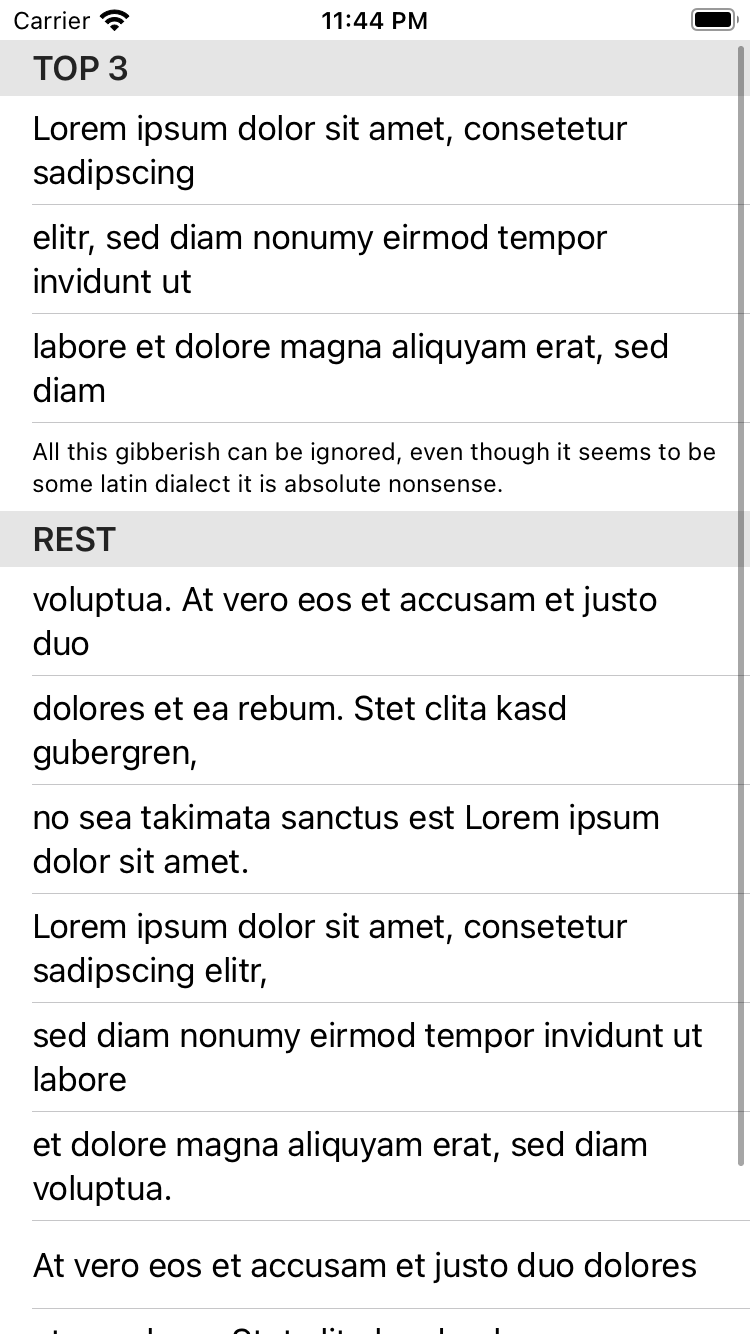 Carrier 11:44 PM
TOP 3
Lorem ipsum dolor sit amet, consetetur
sadipscing
elitr, sed diam nonumy eirmod tempor
invidunt ut
labore et dolore magna aliquyam erat, sed
diam
All this gibberish can be ignored, even though it seems to be
some latin dialect it is absolute nonsense.
REST
voluptua. At vero eos et accusam et justo
duo
dolores et ea rebum. Stet clita kasd
gubergren,
no sea takimata sanctus est Lorem ipsum
dolor sit amet.
Lorem ipsum dolor sit amet, consetetur
sadipscing elitr,
sed diam nonumy eirmod tempor invidunt ut
labore
et dolore magna aliquyam erat, sed diam
voluptua.
At vero eos et accusam et justo duo dolores